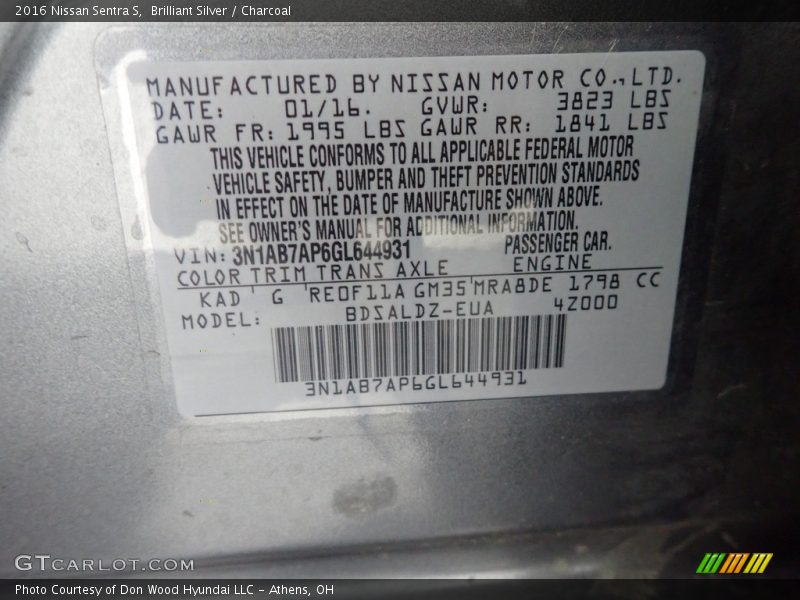 2016 Nissan Sentra S,  Brilliant Silver / Charcoal
MANUFACTURED BY NISSAN MOTOR CO., LTD.
DATE: 01/16. GVWR: 3823 LBS
GAWR FR: 1995 LBS GAWR RR: 1841 LBS
THIS VEHICLE CONFORMS TO ALL APPLICABLE FEDERAL MOTOR
VEHICLE SAFETY, BUMPER AND THEFT PREVENTION STANDARDS
IN EFFECT ON THE DATE OF MANUFACTURE SHOWN ABOVE.
SEE OWNER'S MANUAL FOR ADDITIONAL INFORMATION.
VIN: 3N1AB7AP6GL644931 PASSENGER CAR.
COLOR TRIM TRANS AXLE ENGINE
KAD ' G 'RE0F11A GM35'MRA8DE 1798 CC
MODEL: BDSALDZ-EUA 4Z000
3N1AB7AP6GL644931
GTCARLOT.COM
Photo Courtesy of Don Wood Hyundai LLC - Athens, OH